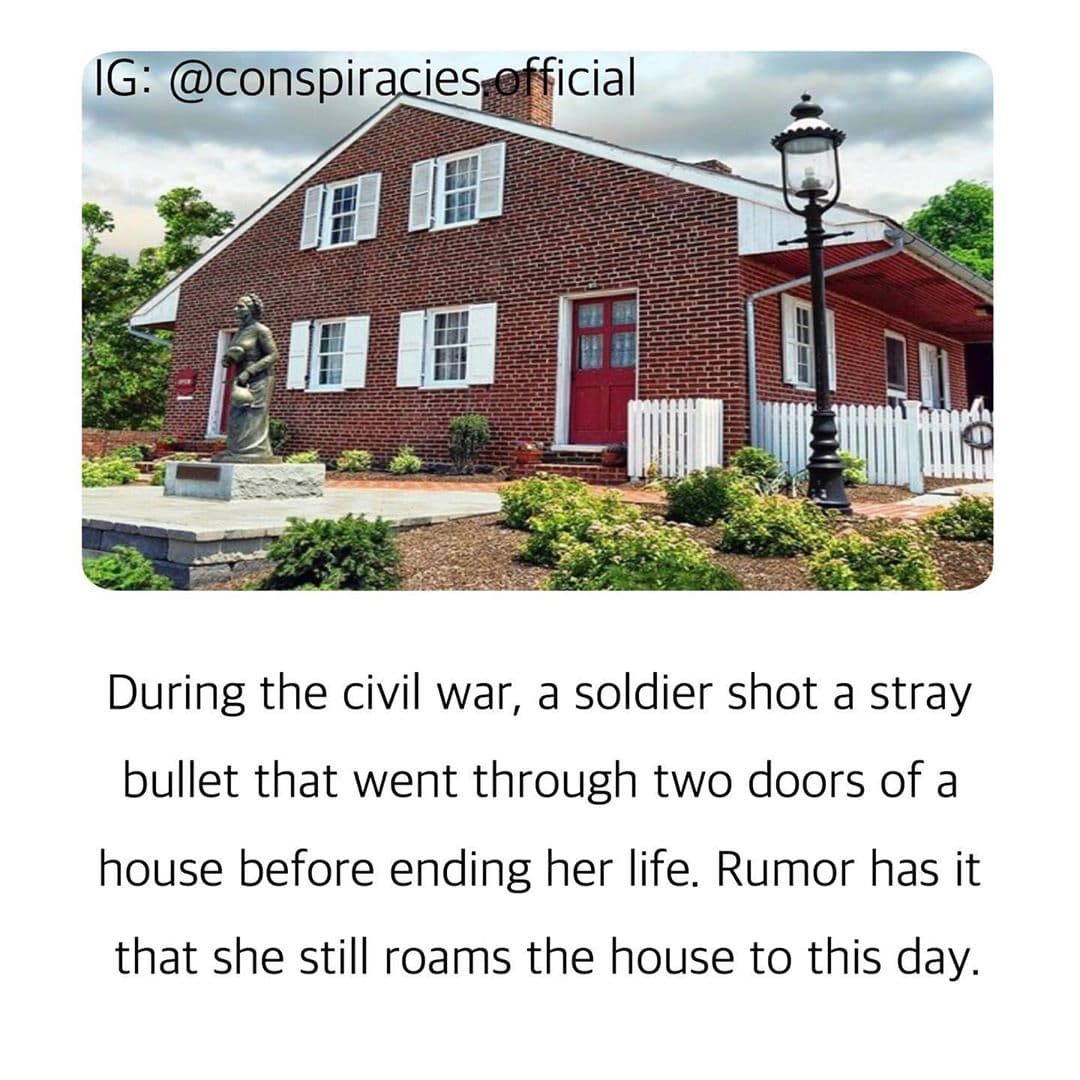 IG: @conspiracies.official
During the civil war, a soldier shot a stray
bullet that went through two doors of a
house before ending her life. Rumor has it
that she still roams the house to this day.